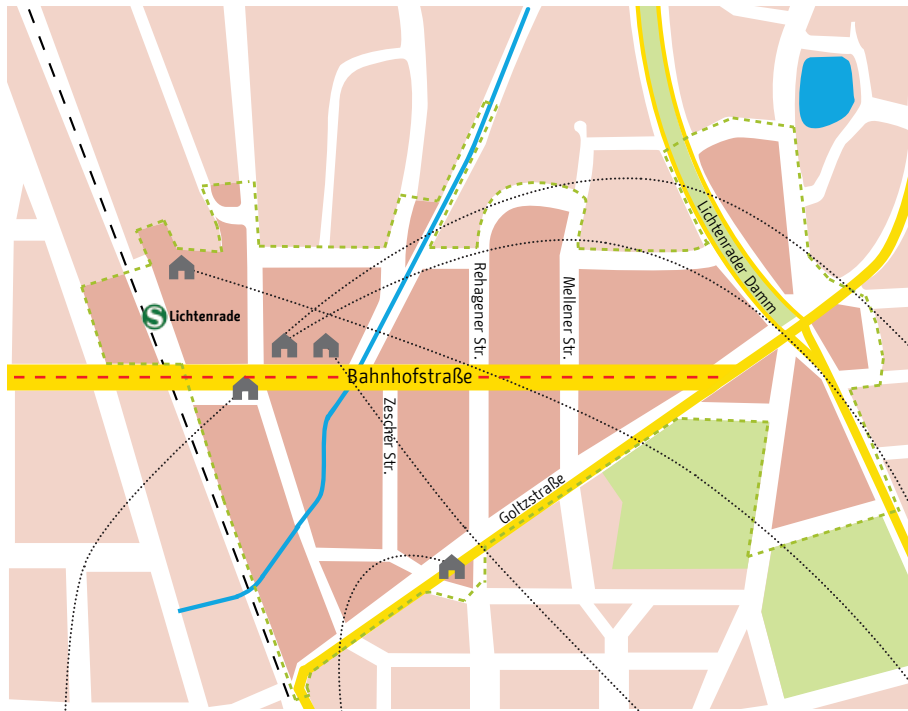 Lichtenrader Damm
Rehagener Str.
Mellener Str.
S Lichtenrade
Bahnhofstraße
Zescher Str.
Goltzstraße